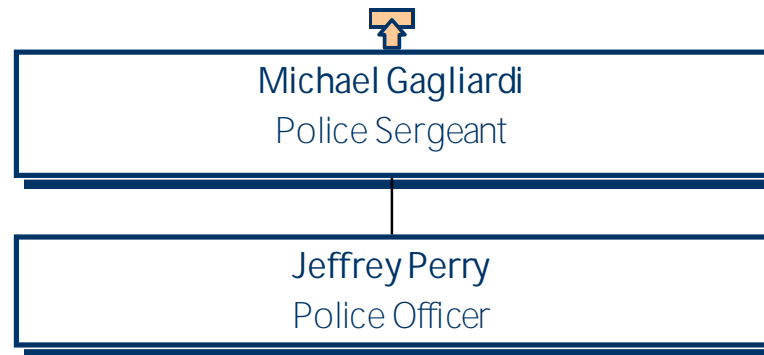 Michael Gagliardi
Police Sergeant
Jeffrey Perry
Police Officer